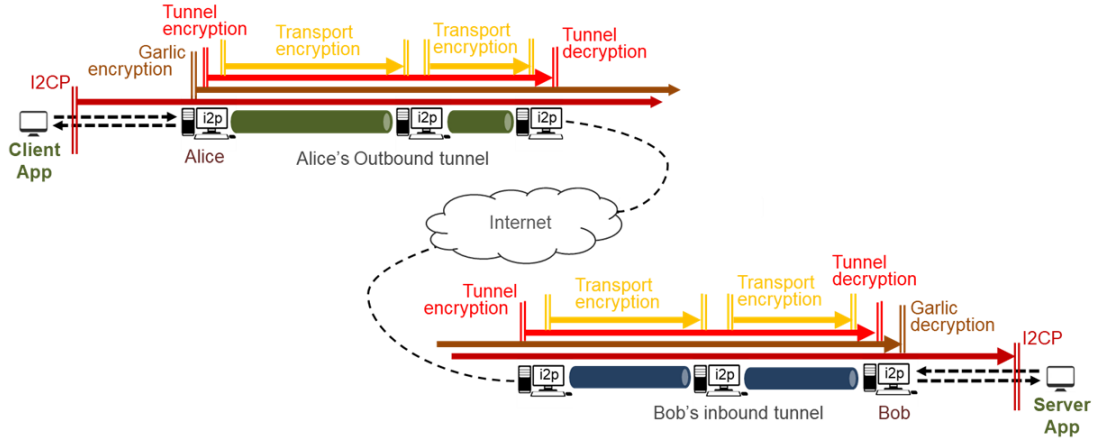 Tunnel
encryption
Transport
encryption
Transport
encryption
Tunnel
decryption
Garlic
encryption
I2CP
i2p
i2p
i2p
Client
App
Alice
Alice's Outbound tunnel
Internet
Tunnel
encryption
Transport
encryption
Transport
encryption
Tunnel
decryption
Garlic
decryption
I2CP
i2p
i2p
i2p
Bob's inbound tunnel
Bob
Server
App